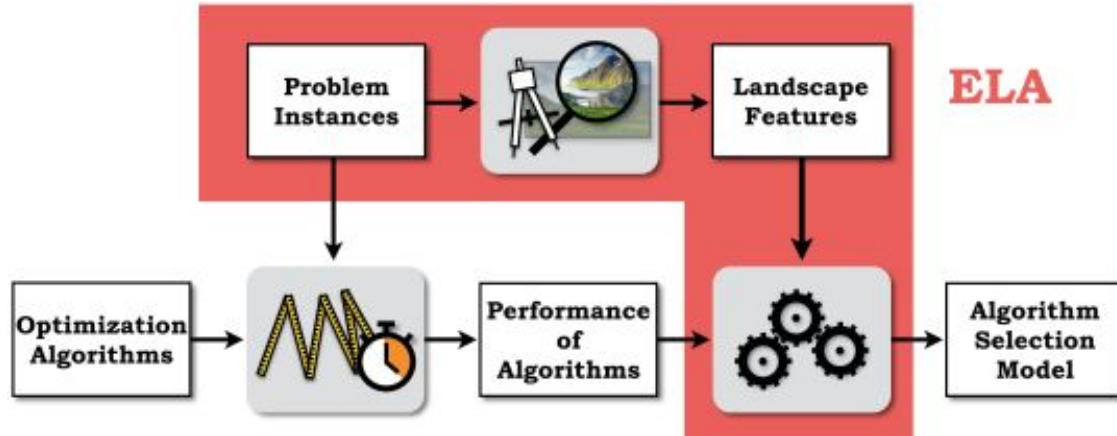 Problem
Instances
Landscape
Features
ELA
Optimization
Algorithms
Performance
of
Algorithms
Algorithm
Selection
Model